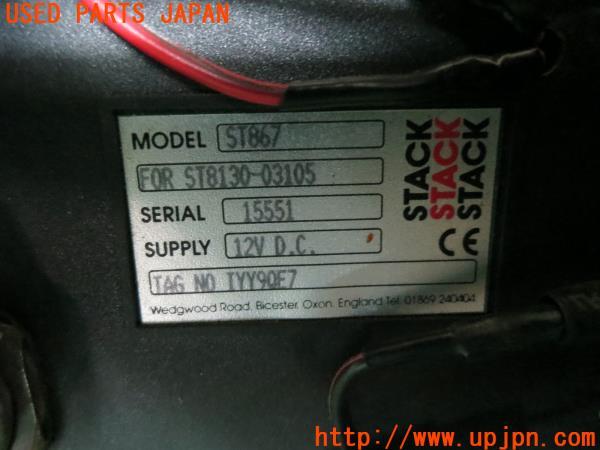 USED PARTS JAPAN
MODEL ST867
FOR ST8130-03105
SERIAL 15551
SUPPLY 12V D.C.
TAG NO TYY90E7
STACK
STACK
STACK
CE
Wedgwood Road, Bicester, Oxon, England Tel. 01869 240404
http://www.upjpn.com/